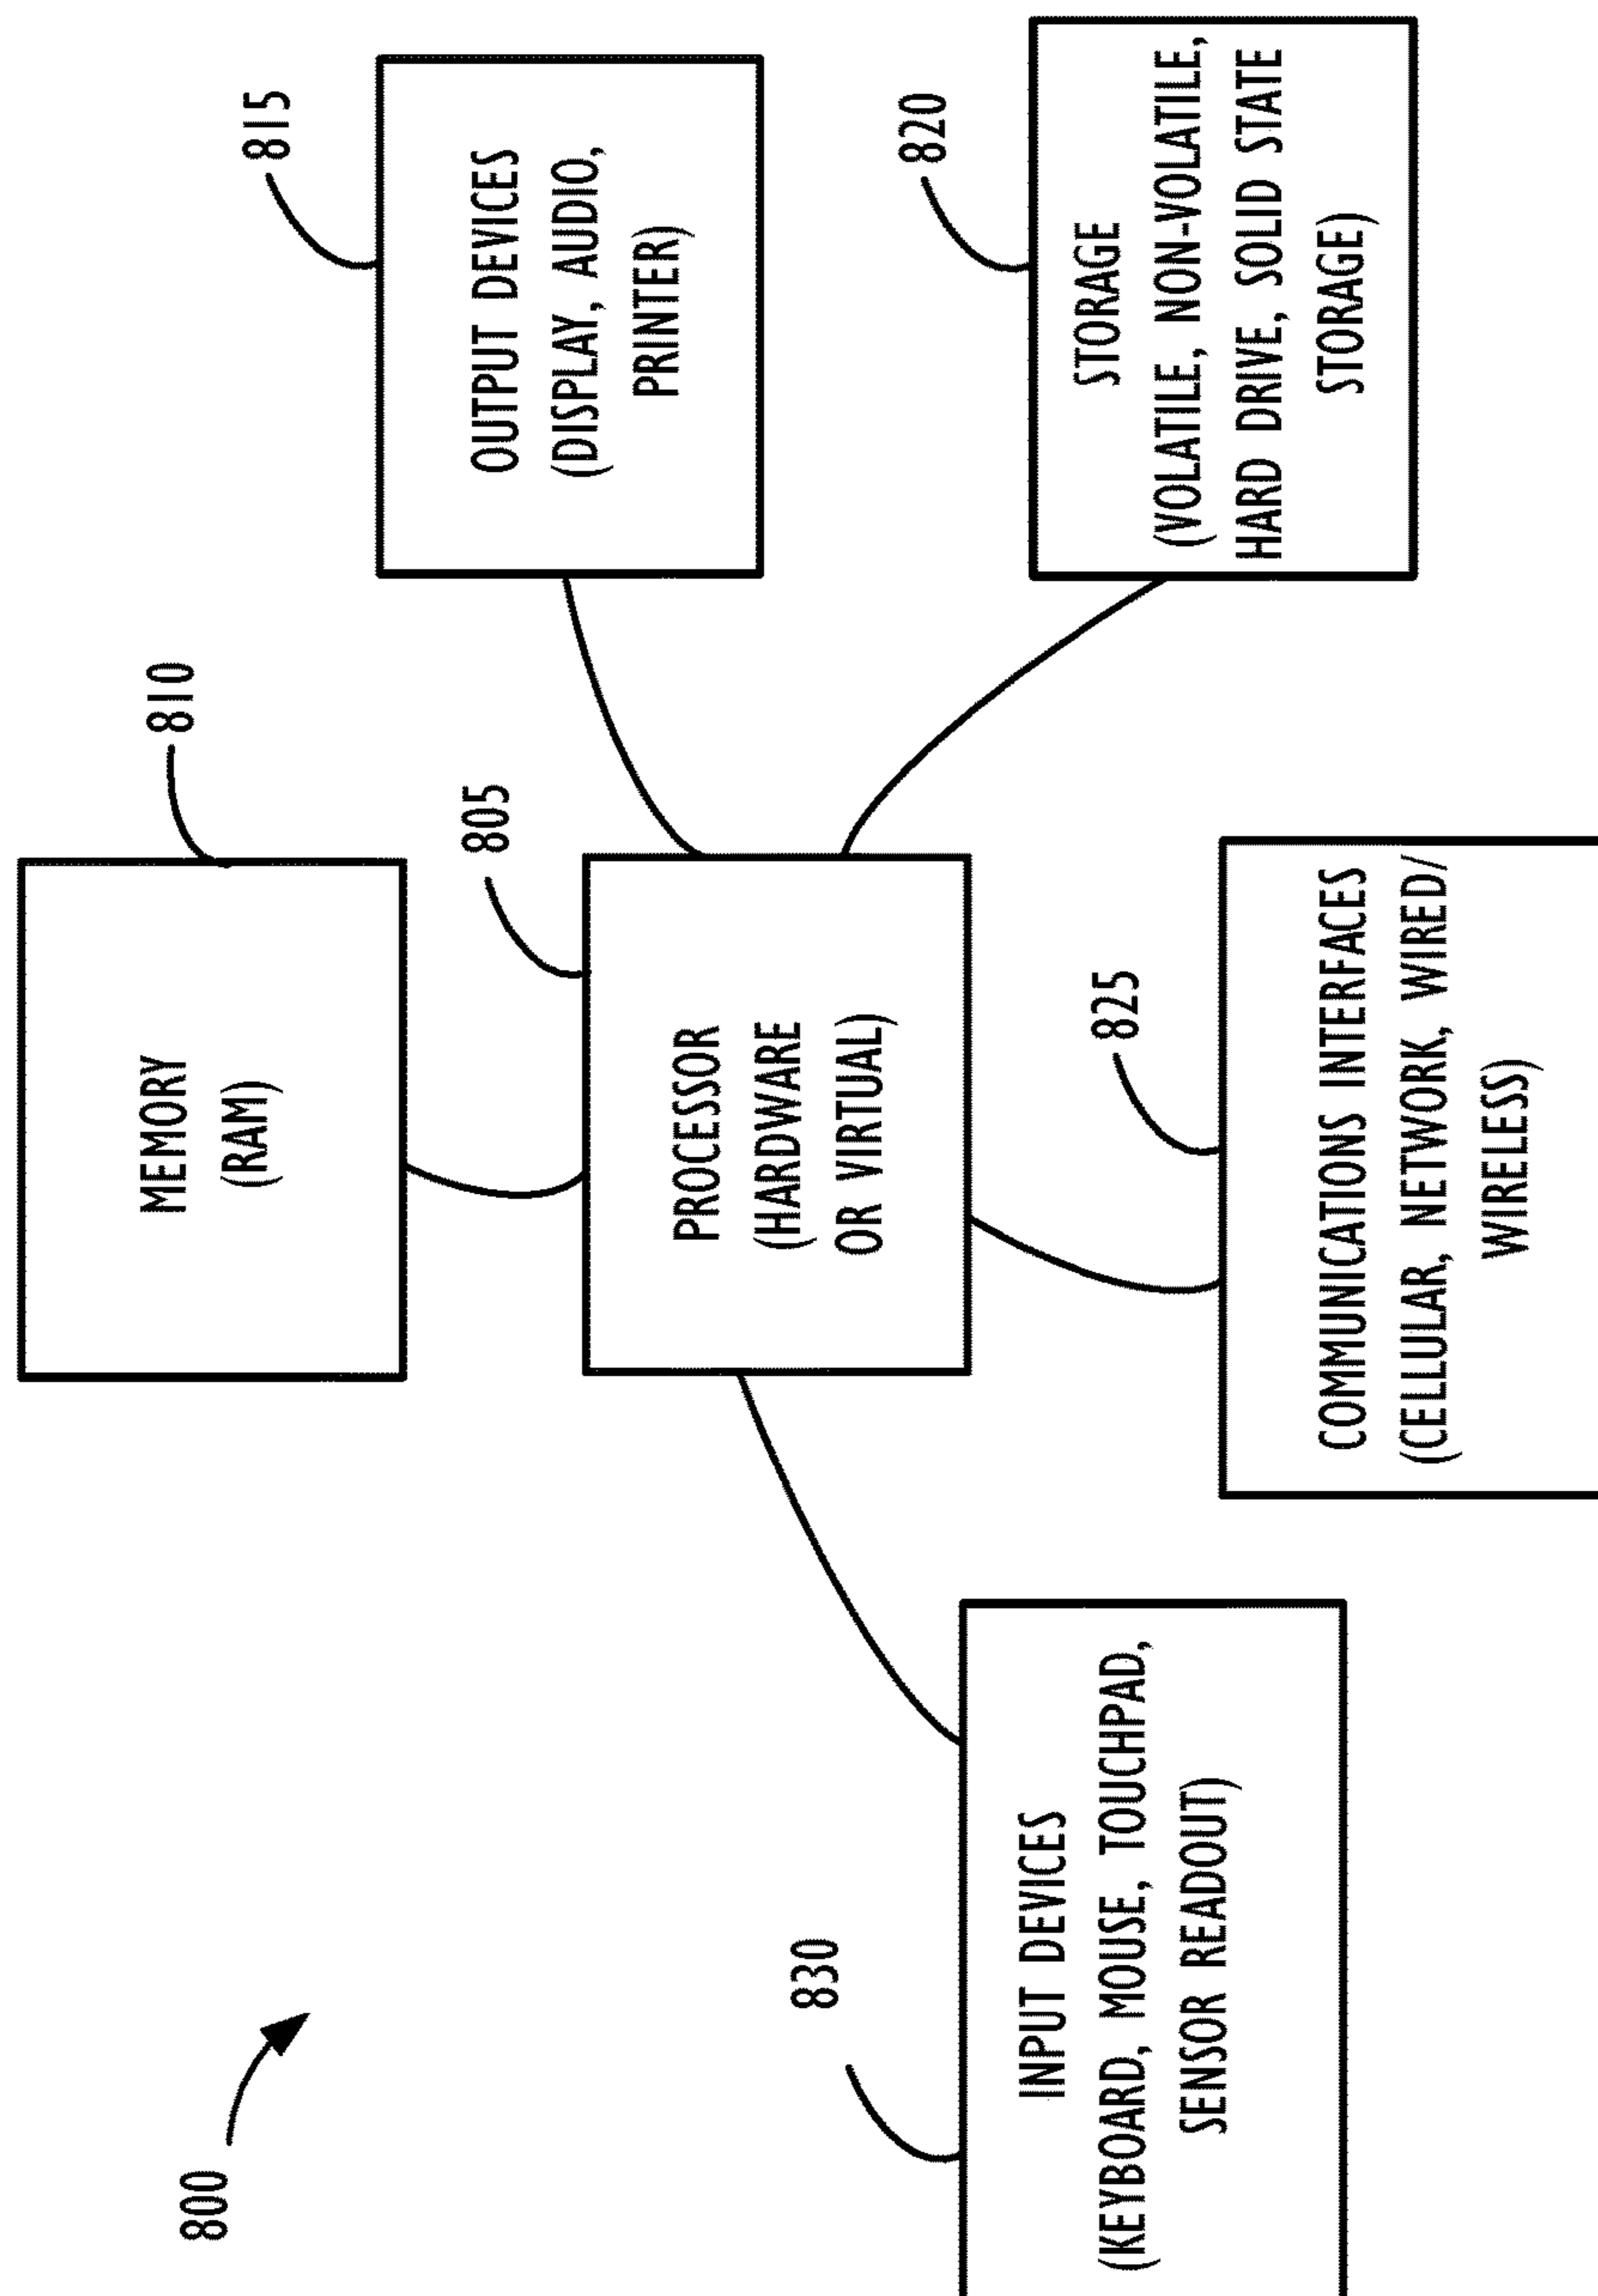 800
810
MEMORY
(RAM)
815
OUTPUT DEVICES
(DISPLAY, AUDIO,
PRINTER)
805
PROCESSOR
(HARDWARE
OR VIRTUAL)
830
INPUT DEVICES
(KEYBOARD, MOUSE, TOUCHPAD,
SENSOR READOUT)
825
COMMUNICATIONS INTERFACES
(CELLULAR, NETWORK, WIRED/
WIRELESS)
820
STORAGE
(VOLATILE, NON-VOLATILE,
HARD DRIVE, SOLID STATE
STORAGE)